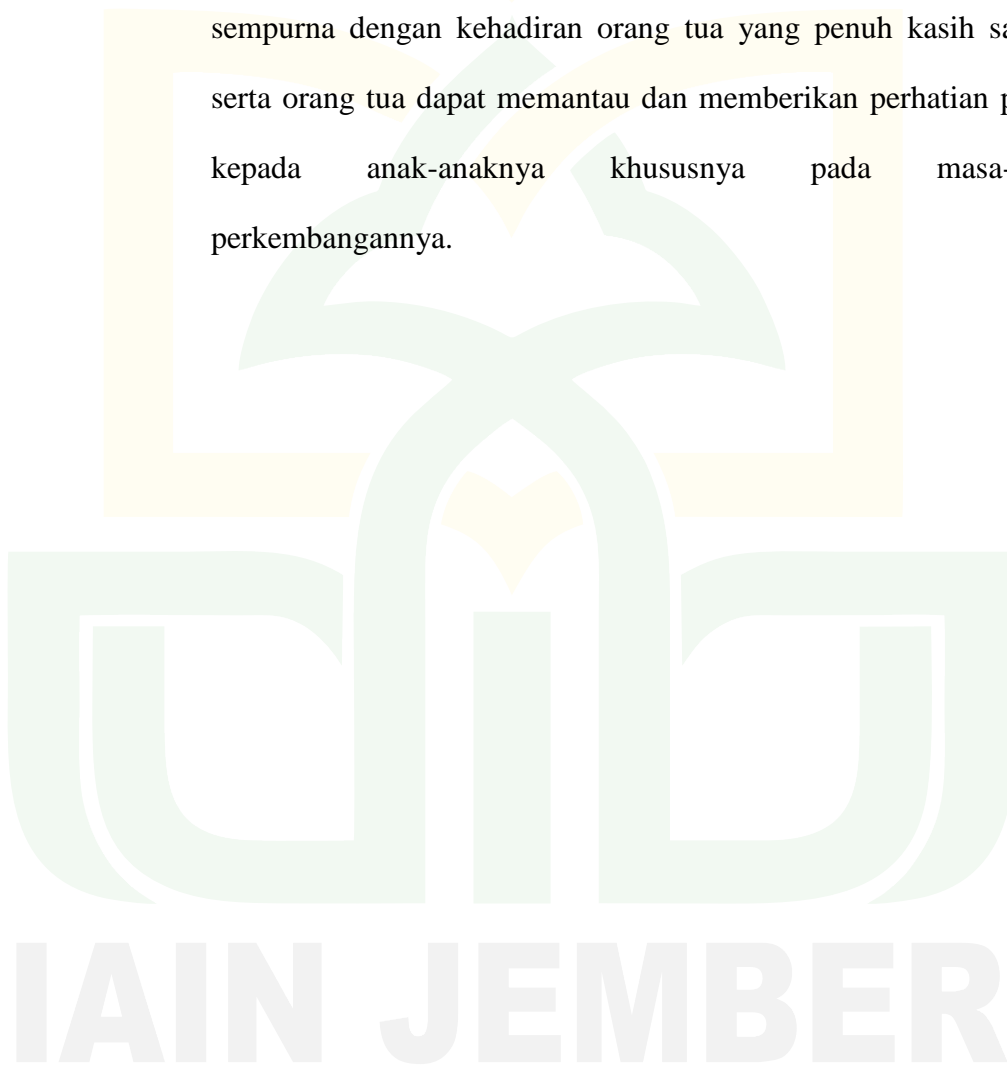 sempurna dengan kehadiran orang tua yang penuh kasih
serta orang tua dapat memantau dan memberikan perhatian
kepada anak-anaknya khususnya pada masa-
perkembangannya.
IAIN JEMBER